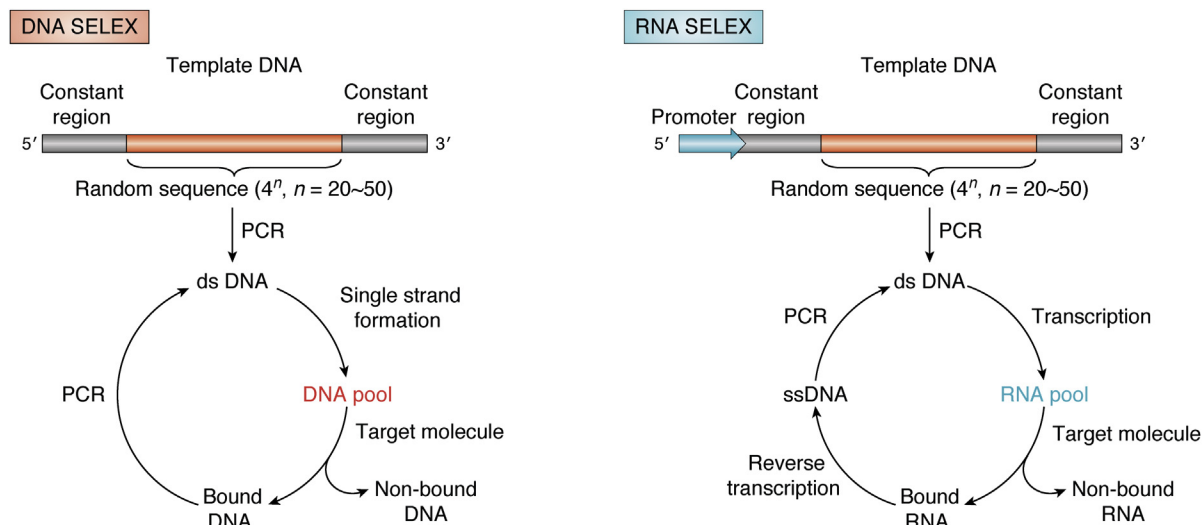 DNA SELEX
Template DNA
Constant
region
Constant
region
5′
3′
Random sequence (4ⁿ, n = 20~50)
PCR
ds DNA
Single strand
formation
PCR
DNA pool
Target molecule
Bound
DNA
Non-bound
DNA
RNA SELEX
Template DNA
Promoter
Constant
region
Constant
region
5′
3′
Random sequence (4ⁿ, n = 20~50)
PCR
ds DNA
PCR
Transcription
ssDNA
RNA pool
Target molecule
Reverse
transcription
Bound
RNA
Non-bound
RNA